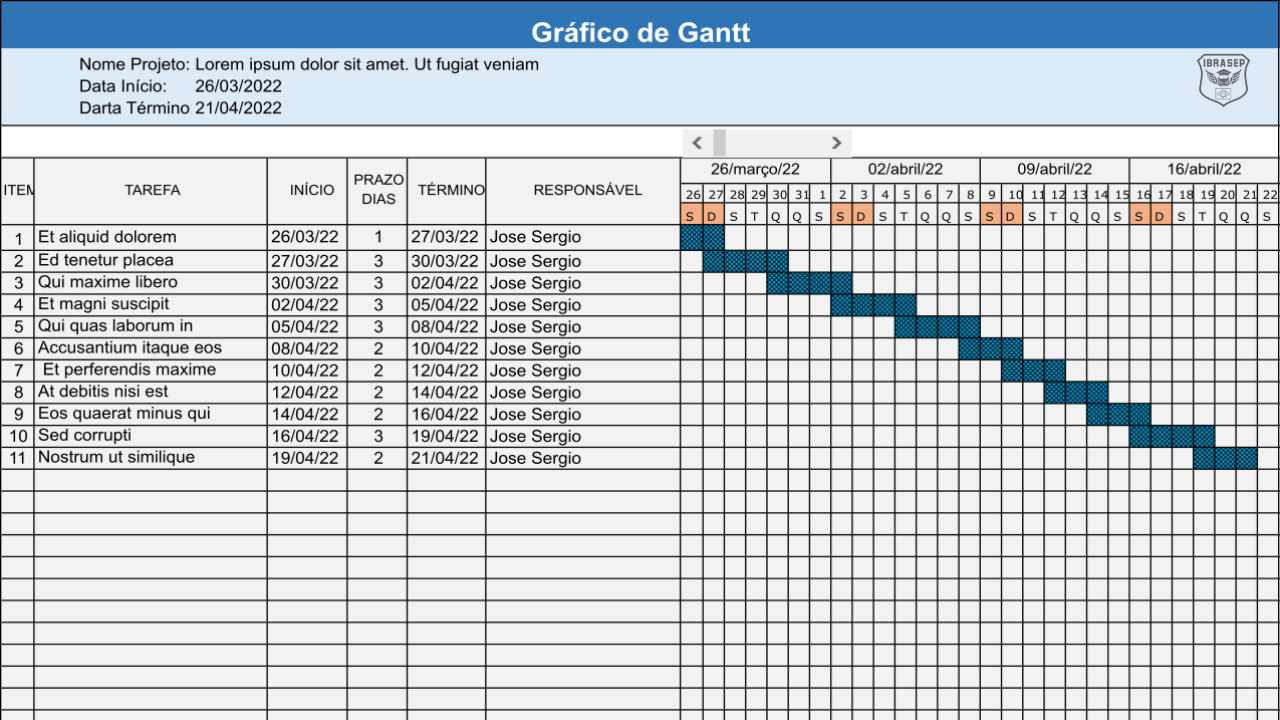 Gráfico de Gantt
Nome Projeto: Lorem ipsum dolor sit amet. Ut fugiat veniam
Data Início: 26/03/2022
Darta Término 21/04/2022
IBRASEP
26/março/22 02/abril/22 09/abril/22 16/abril/22
ITEM TAREFA INÍCIO PRAZO DIAS TÉRMINO RESPONSÁVEL
26 27 28 29 30 31 1 2 3 4 5 6 7 8 9 10 11 12 13 14 15 16 17 18 19 20 21 22
S D S T Q Q S S D S T Q Q S S D S T Q Q S S D S T Q Q S
1 Et aliquid dolorem 26/03/22 1 27/03/22 Jose Sergio
2 Ed tenetur placea 27/03/22 3 30/03/22 Jose Sergio
3 Qui maxime libero 30/03/22 3 02/04/22 Jose Sergio
4 Et magni suscipit 02/04/22 3 05/04/22 Jose Sergio
5 Qui quas laborum in 05/04/22 3 08/04/22 Jose Sergio
6 Accusantium itaque eos 08/04/22 2 10/04/22 Jose Sergio
7 Et perferendis maxime 10/04/22 2 12/04/22 Jose Sergio
8 At debitis nisi est 12/04/22 2 14/04/22 Jose Sergio
9 Eos quaerat minus qui 14/04/22 2 16/04/22 Jose Sergio
10 Sed corrupti 16/04/22 3 19/04/22 Jose Sergio
11 Nostrum ut similique 19/04/22 2 21/04/22 Jose Sergio